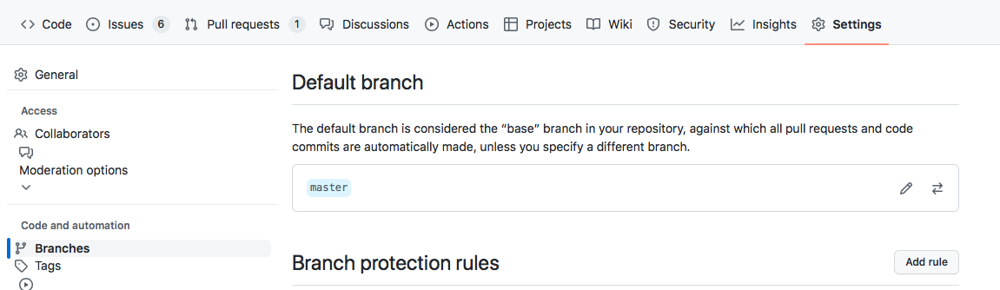 Code Issues 6 Pull requests 1 Discussions Actions Projects Wiki Security Insights Settings
General
Access
Collaborators
Moderation options
Code and automation
Branches
Tags
Default branch
The default branch is considered the “base” branch in your repository, against which all pull requests and code
commits are automatically made, unless you specify a different branch.
master
Branch protection rules
Add rule